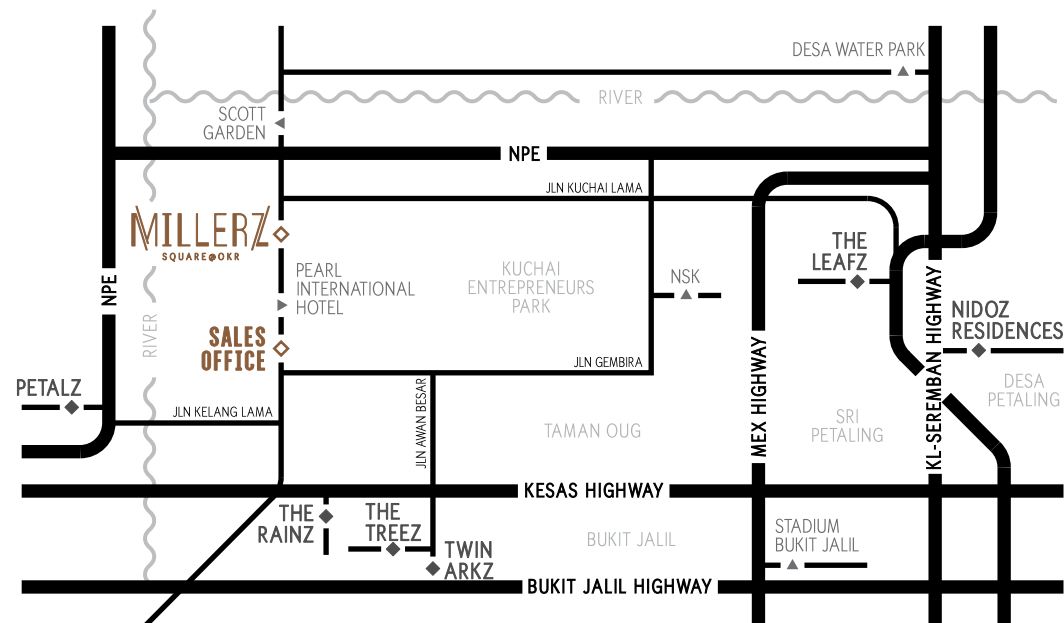 DESA WATER PARK
RIVER
SCOTT
GARDEN
NPE
JLN KUCHAI LAMA
MILLERZ
SQUARE@OKR
THE
LEAFZ
PEARL
INTERNATIONAL
HOTEL
KUCHAI
ENTREPRENEURS
PARK
NSK
NPE
RIVER
NIDOZ
RESIDENCES
SALES
OFFICE
JLN GEMBIRA
MEX HIGHWAY
KL-SEREMBAN HIGHWAY
PETALZ
DESA
PETALING
JLN KELANG LAMA
JLN AWAN BESAR
TAMAN OUG
SRI
PETALING
KESAS HIGHWAY
THE
RAINZ
THE
TREEZ
TWIN
ARKZ
BUKIT JALIL
STADIUM
BUKIT JALIL
BUKIT JALIL HIGHWAY